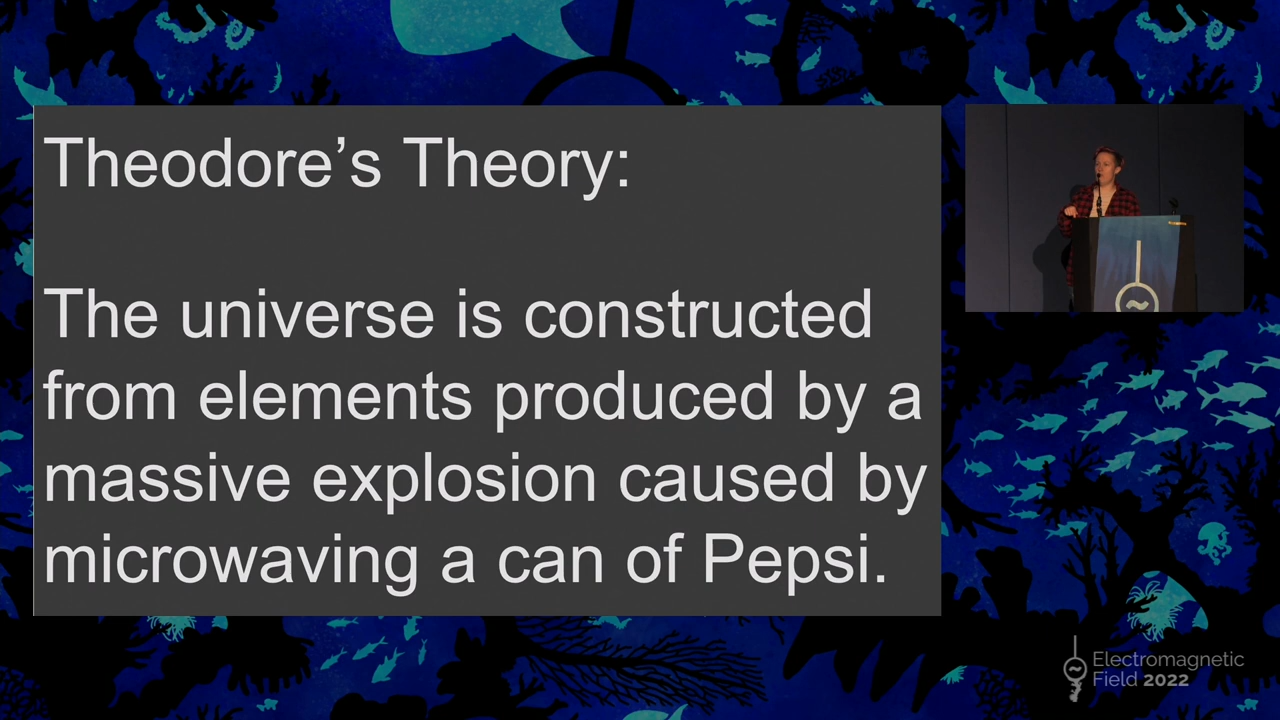 Theodore’s Theory:
The universe is constructed
from elements produced by a
massive explosion caused by
microwaving a can of Pepsi.
Electromagnetic
Field 2022